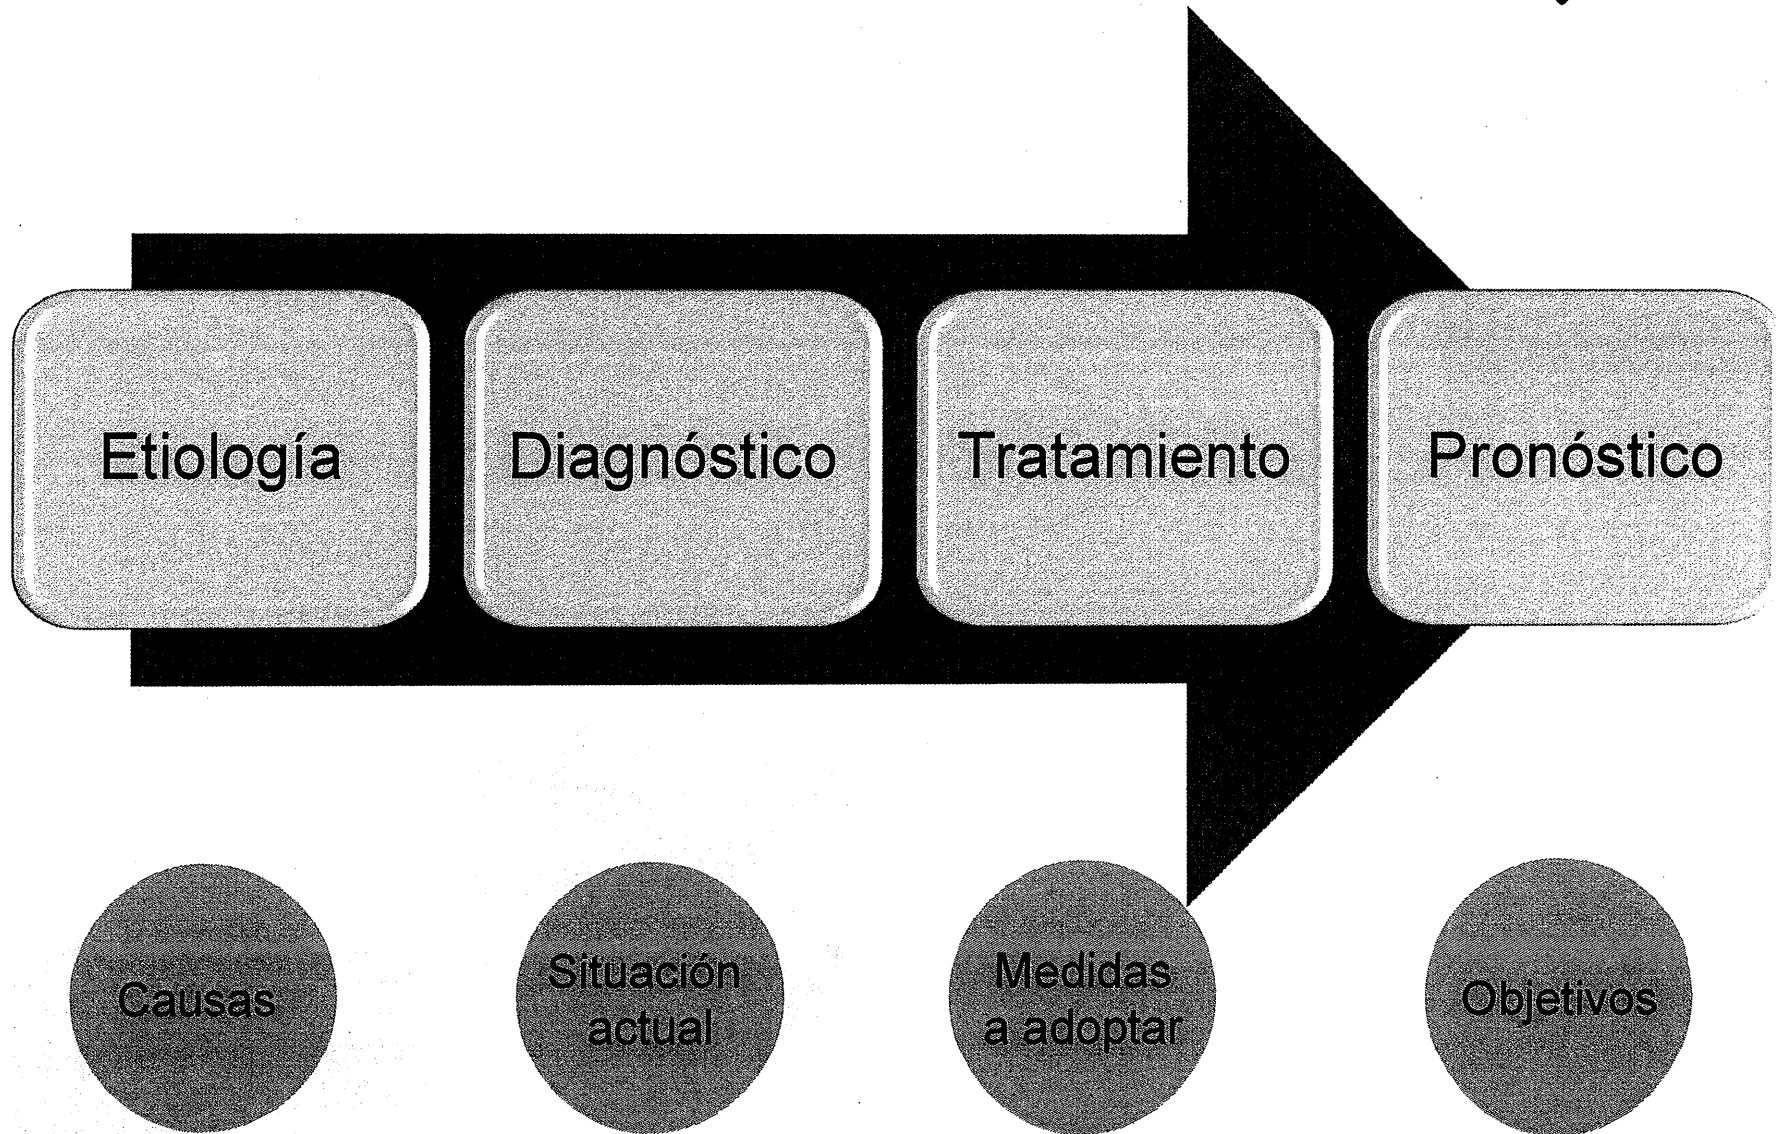 Etiología
Diagnóstico
Tratamiento
Pronóstico
Causas
Situación
actual
Medidas
a adoptar
Objetivos